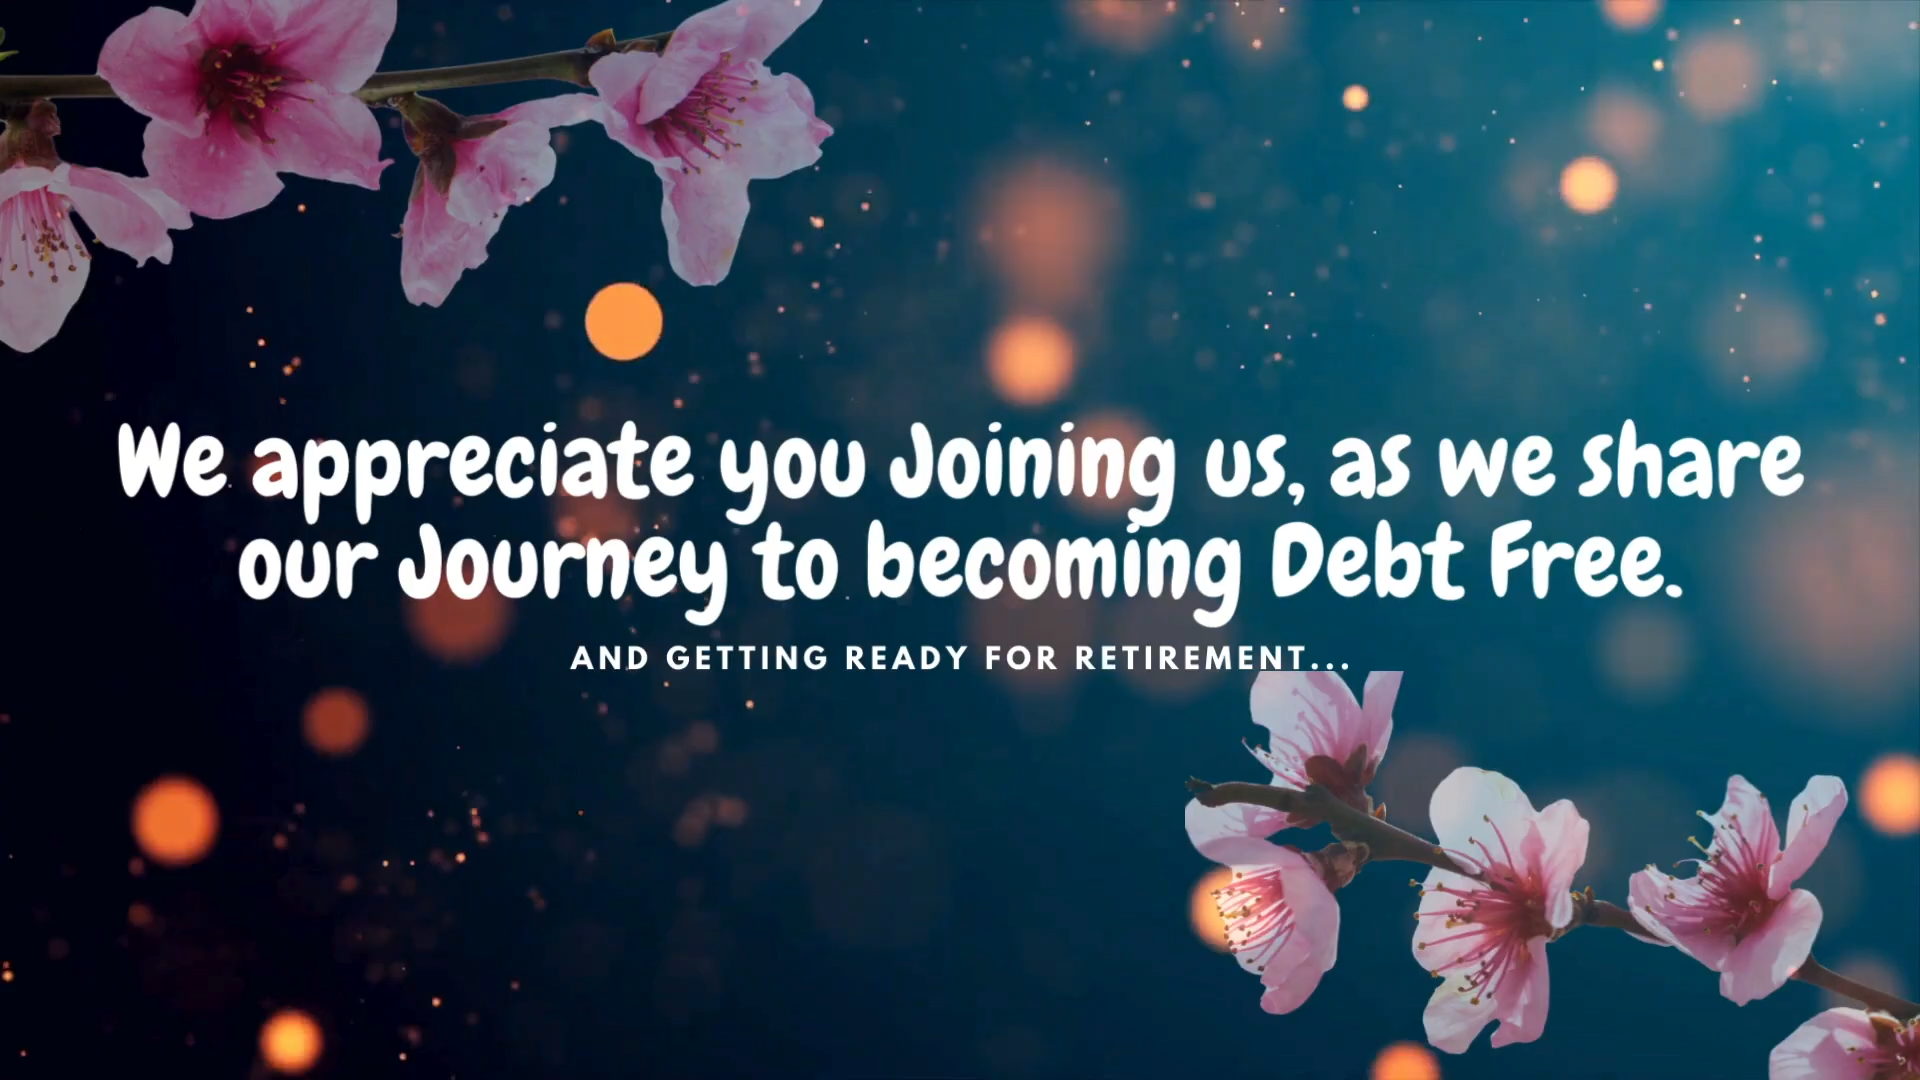 We appreciate you Joining us, as we share
our Journey to becoming Debt Free.
AND GETTING READY FOR RETIREMENT...